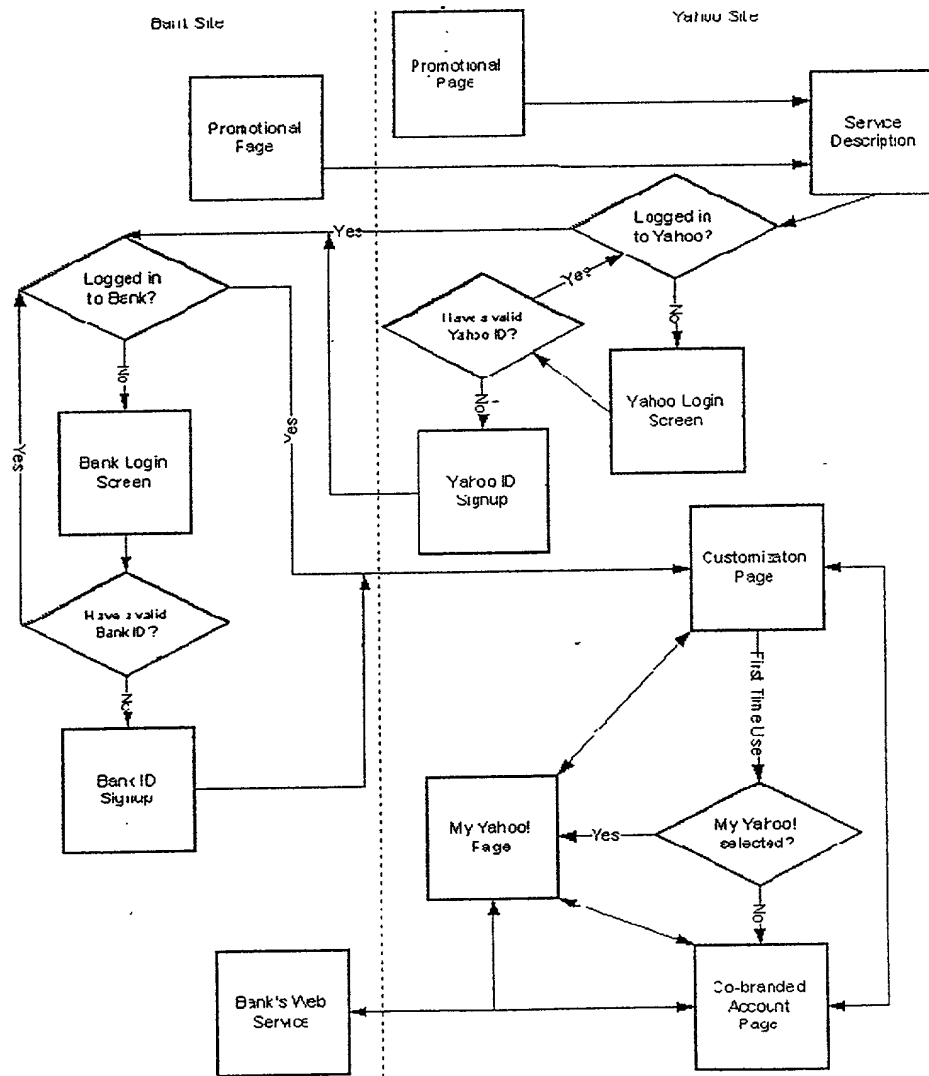 Bank Site
Yahoo Site
Promotional
Page
Promotional
Page
Service
Description
Logged in
to Yahoo?
Yes
Logged in
to Bank?
Yes
Have a valid
Yahoo ID?
No
No
No
Yes
Yes
Bank Login
Screen
Yahoo Login
Screen
Yahoo ID
Signup
Customizaton
Page
Have a valid
Bank ID?
No
First Time Use
Bank ID
Signup
My Yahoo!
Page
Yes
My Yahoo!
selected?
No
Bank's Web
Service
Co-branded
Account
Page